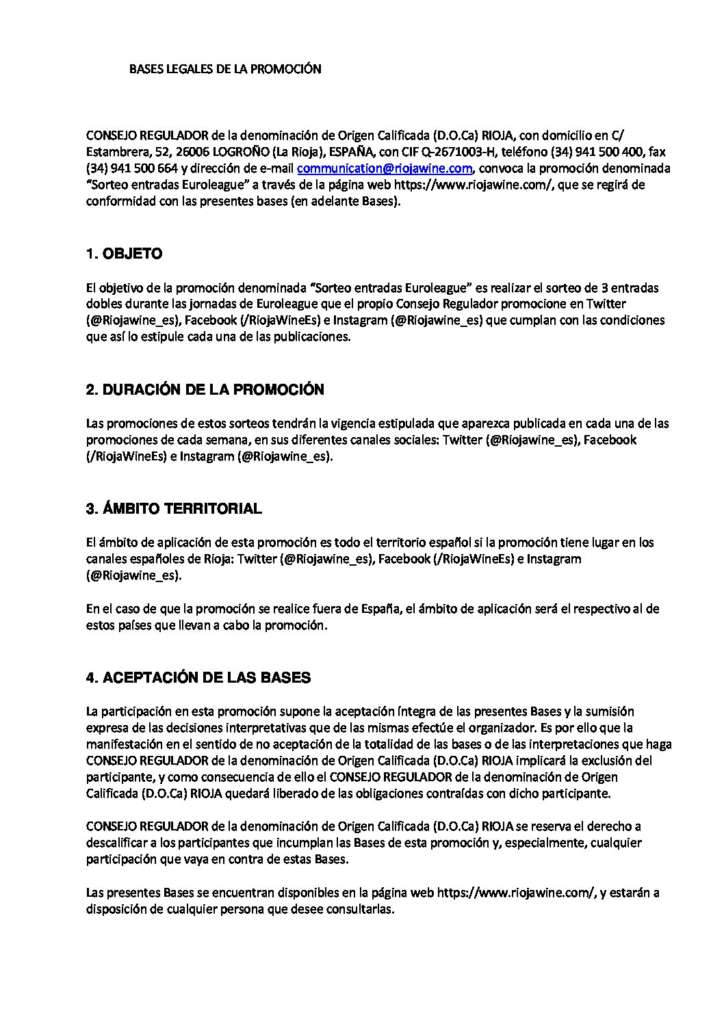 BASES LEGALES DE LA PROMOCIÓN
CONSEJO REGULADOR de la denominación de Origen Calificada (D.O.Ca) RIOJA, con domicilio en C/
Estambrera, 52, 26006 LOGROÑO (La Rioja), ESPAÑA, con CIF Q-2671003-H, teléfono (34) 941 500 400, fax
(34) 941 500 664 y dirección de e-mail communication@riojawine.com, convoca la promoción denominada
“Sorteo entradas Euroleague” a través de la página web https://www.riojawine.com/, que se regirá de
conformidad con las presentes bases (en adelante Bases).
1. OBJETO
El objetivo de la promoción denominada “Sorteo entradas Euroleague” es realizar el sorteo de 3 entradas
dobles durante las jornadas de Euroleague que el propio Consejo Regulador promocione en Twitter
(@Riojawine_es), Facebook (/RiojaWineEs) e Instagram (@Riojawine_es) que cumplan con las condiciones
que así lo estipule cada una de las publicaciones.
2. DURACIÓN DE LA PROMOCIÓN
Las promociones de estos sorteos tendrán la vigencia estipulada que aparezca publicada en cada una de las
promociones de cada semana, en sus diferentes canales sociales: Twitter (@Riojawine_es), Facebook
(/RiojaWineEs) e Instagram (@Riojawine_es).
3. ÁMBITO TERRITORIAL
El ámbito de aplicación de esta promoción es todo el territorio español si la promoción tiene lugar en los
canales españoles de Rioja: Twitter (@Riojawine_es), Facebook (/RiojaWineEs) e Instagram
(@Riojawine_es).
En el caso de que la promoción se realice fuera de España, el ámbito de aplicación será el respectivo al de
estos países que llevan a cabo la promoción.
4. ACEPTACIÓN DE LAS BASES
La participación en esta promoción supone la aceptación íntegra de las presentes Bases y la sumisión
expresa de las decisiones interpretativas que de las mismas efectúe el organizador. Es por ello que la
manifestación en el sentido de no aceptación de la totalidad de las bases o de las interpretaciones que haga
CONSEJO REGULADOR de la denominación de Origen Calificada (D.O.Ca) RIOJA implicará la exclusión del
participante, y como consecuencia de ello el CONSEJO REGULADOR de la denominación de Origen
Calificada (D.O.Ca) RIOJA quedará liberado de las obligaciones contraídas con dicho participante.
CONSEJO REGULADOR de la denominación de Origen Calificada (D.O.Ca) RIOJA se reserva el derecho a
descalificar a los participantes que incumplan las Bases de esta promoción y, especialmente, cualquier
participación que vaya en contra de estas Bases.
Las presentes Bases se encuentran disponibles en la página web https://www.riojawine.com/, y estarán a
disposición de cualquier persona que desee consultarlas.